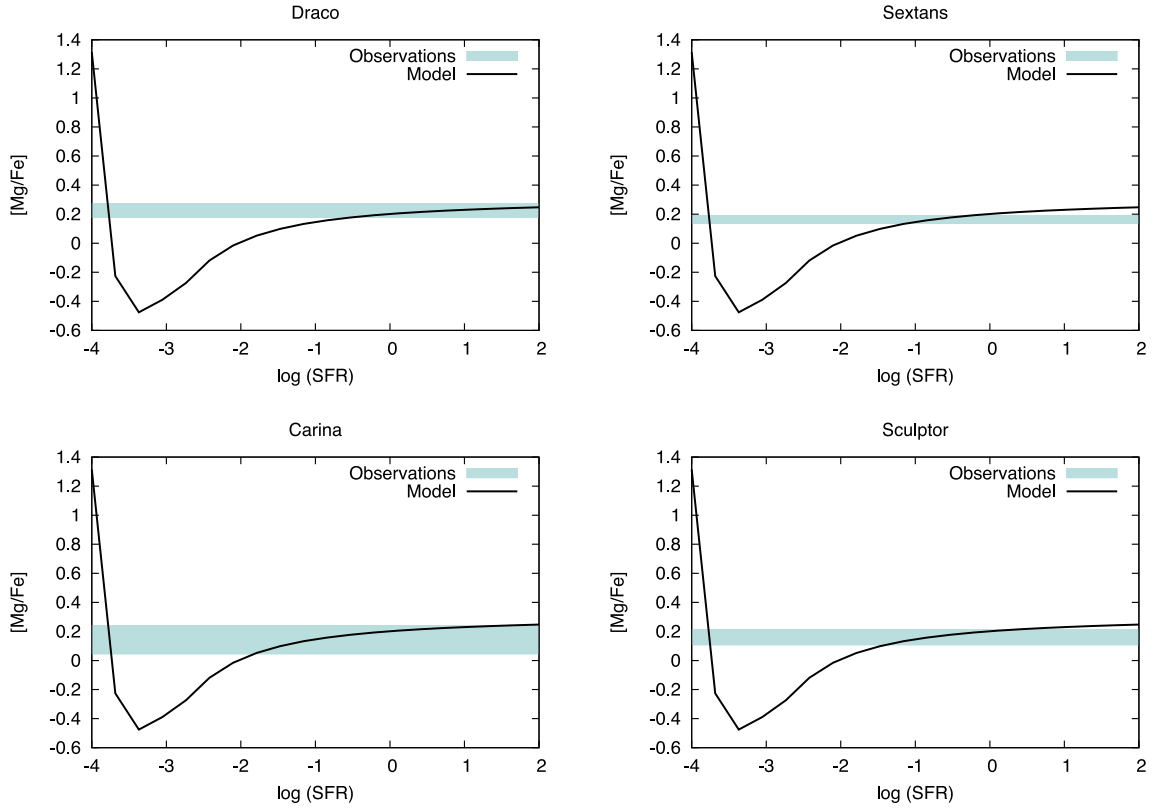 Draco
[Mg/Fe]
1.4
1.2
1
0.8
0.6
0.4
0.2
0
-0.2
-0.4
-0.6
Observations
Model
-4 -3 -2 -1 0 1 2
log (SFR)
Sextans
[Mg/Fe]
1.4
1.2
1
0.8
0.6
0.4
0.2
0
-0.2
-0.4
-0.6
Observations
Model
-4 -3 -2 -1 0 1 2
log (SFR)
Carina
[Mg/Fe]
1.4
1.2
1
0.8
0.6
0.4
0.2
0
-0.2
-0.4
-0.6
Observations
Model
-4 -3 -2 -1 0 1 2
log (SFR)
Sculptor
[Mg/Fe]
1.4
1.2
1
0.8
0.6
0.4
0.2
0
-0.2
-0.4
-0.6
Observations
Model
-4 -3 -2 -1 0 1 2
log (SFR)